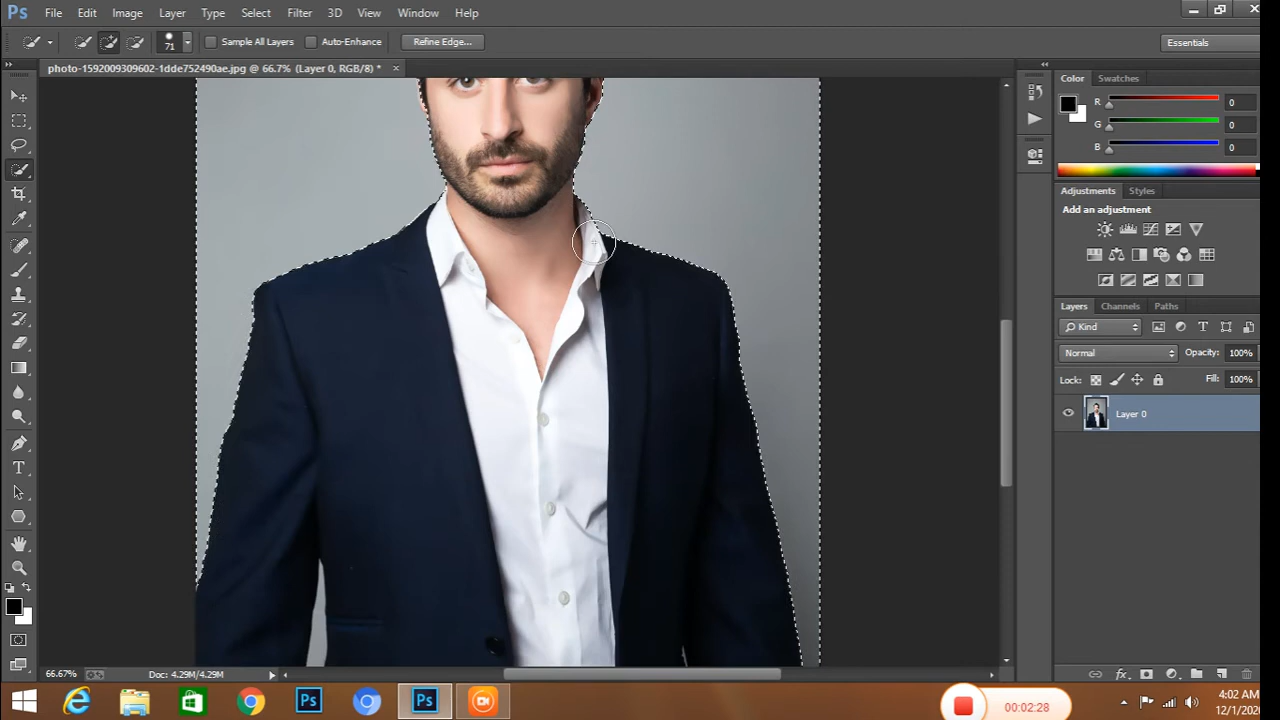 Ps File Edit Image Layer Type Select Filter 3D View Window Help
71 Sample All Layers Auto-Enhance Refine Edge... Essentials
photo-1592009309602-1dde752490ae.jpg @ 66.7% (Layer 0, RGB/8) *
Color Swatches
R 0
G 0
B 0
Adjustments Styles
Add an adjustment
Layers Channels Paths
Kind
Normal Opacity: 100%
Lock: Fill: 100%
Layer 0
66.67% Doc: 4.29M/4.29M
Ps Ps 00:02:28 4:02 AM